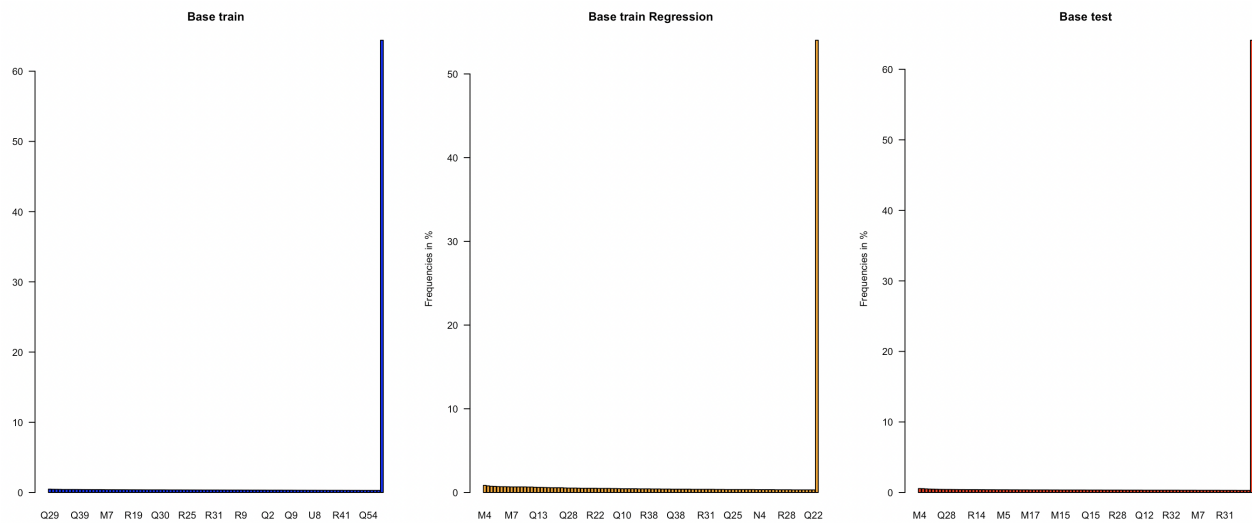 Base train
60
50
40
30
20
10
0
Q29 Q39 M7 R19 Q30 R25 R31 R9 Q2 Q9 U8 R41 Q54
Base train Regression
Frequencies in %
50
40
30
20
10
0
M4 M7 Q13 Q28 R22 Q10 R38 Q38 R31 Q25 N4 R28 Q22
Base test
Frequencies in %
60
50
40
30
20
10
0
M4 Q28 R14 M5 M17 M15 Q15 R28 Q12 R32 M7 R31